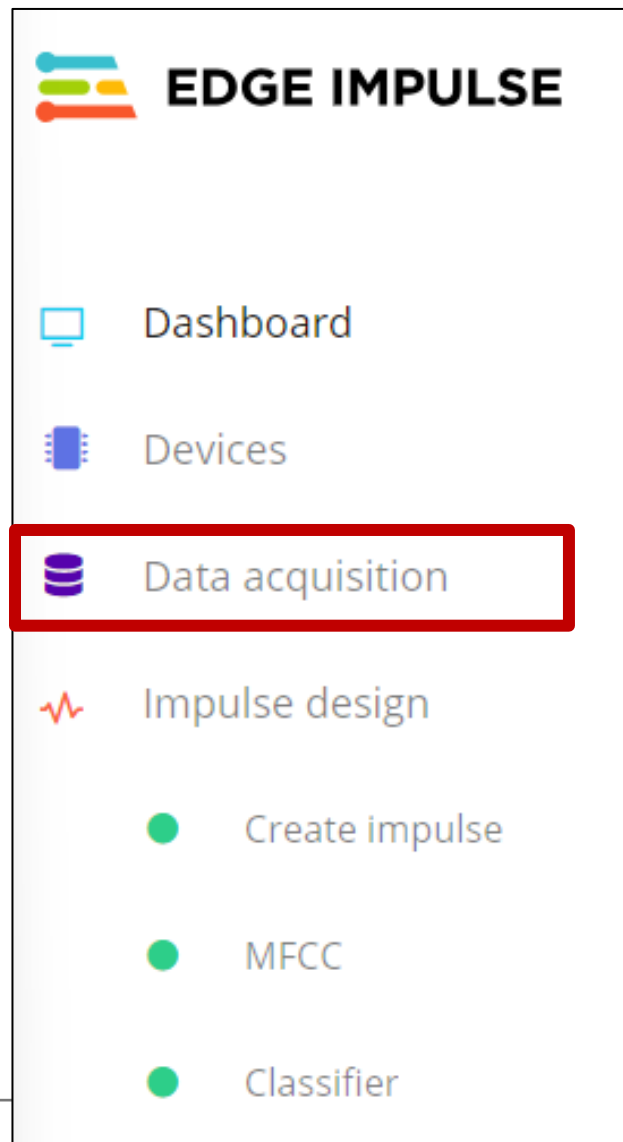 EDGE IMPULSE
Dashboard
Devices
Data acquisition
Impulse design
Create impulse
MFCC
Classifier